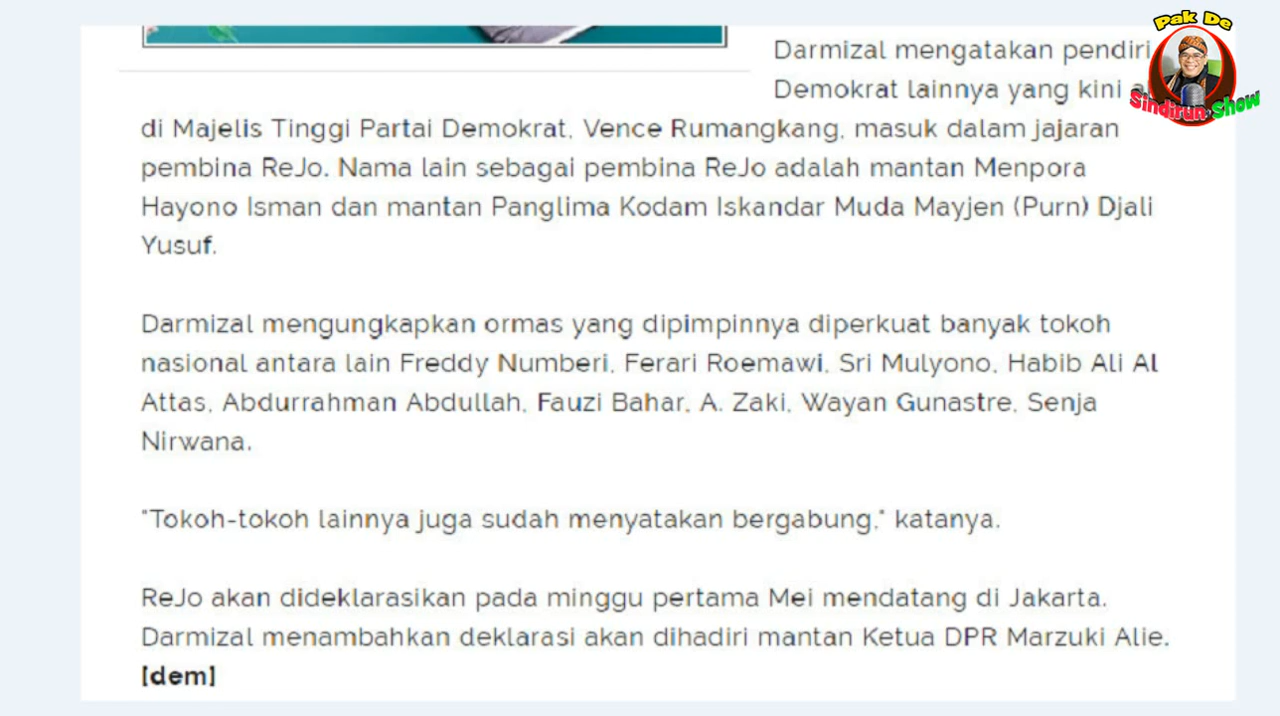 Pak De
Sindirun Show
Darmizal mengatakan pendiri
Demokrat lainnya yang kini
di Majelis Tinggi Partai Demokrat, Vence Rumangkang, masuk dalam jajaran
pembina ReJo. Nama lain sebagai pembina ReJo adalah mantan Menpora
Hayono Isman dan mantan Panglima Kodam Iskandar Muda Mayjen (Purn) Djali
Yusuf.
Darmizal mengungkapkan ormas yang dipimpinnya diperkuat banyak tokoh
nasional antara lain Freddy Numberi, Ferari Roemawi, Sri Mulyono, Habib Ali Al
Attas, Abdurrahman Abdullah, Fauzi Bahar, A. Zaki, Wayan Gunastre, Senja
Nirwana.
"Tokoh-tokoh lainnya juga sudah menyatakan bergabung," katanya.
ReJo akan dideklarasikan pada minggu pertama Mei mendatang di Jakarta.
Darmizal menambahkan deklarasi akan dihadiri mantan Ketua DPR Marzuki Alie.
[dem]